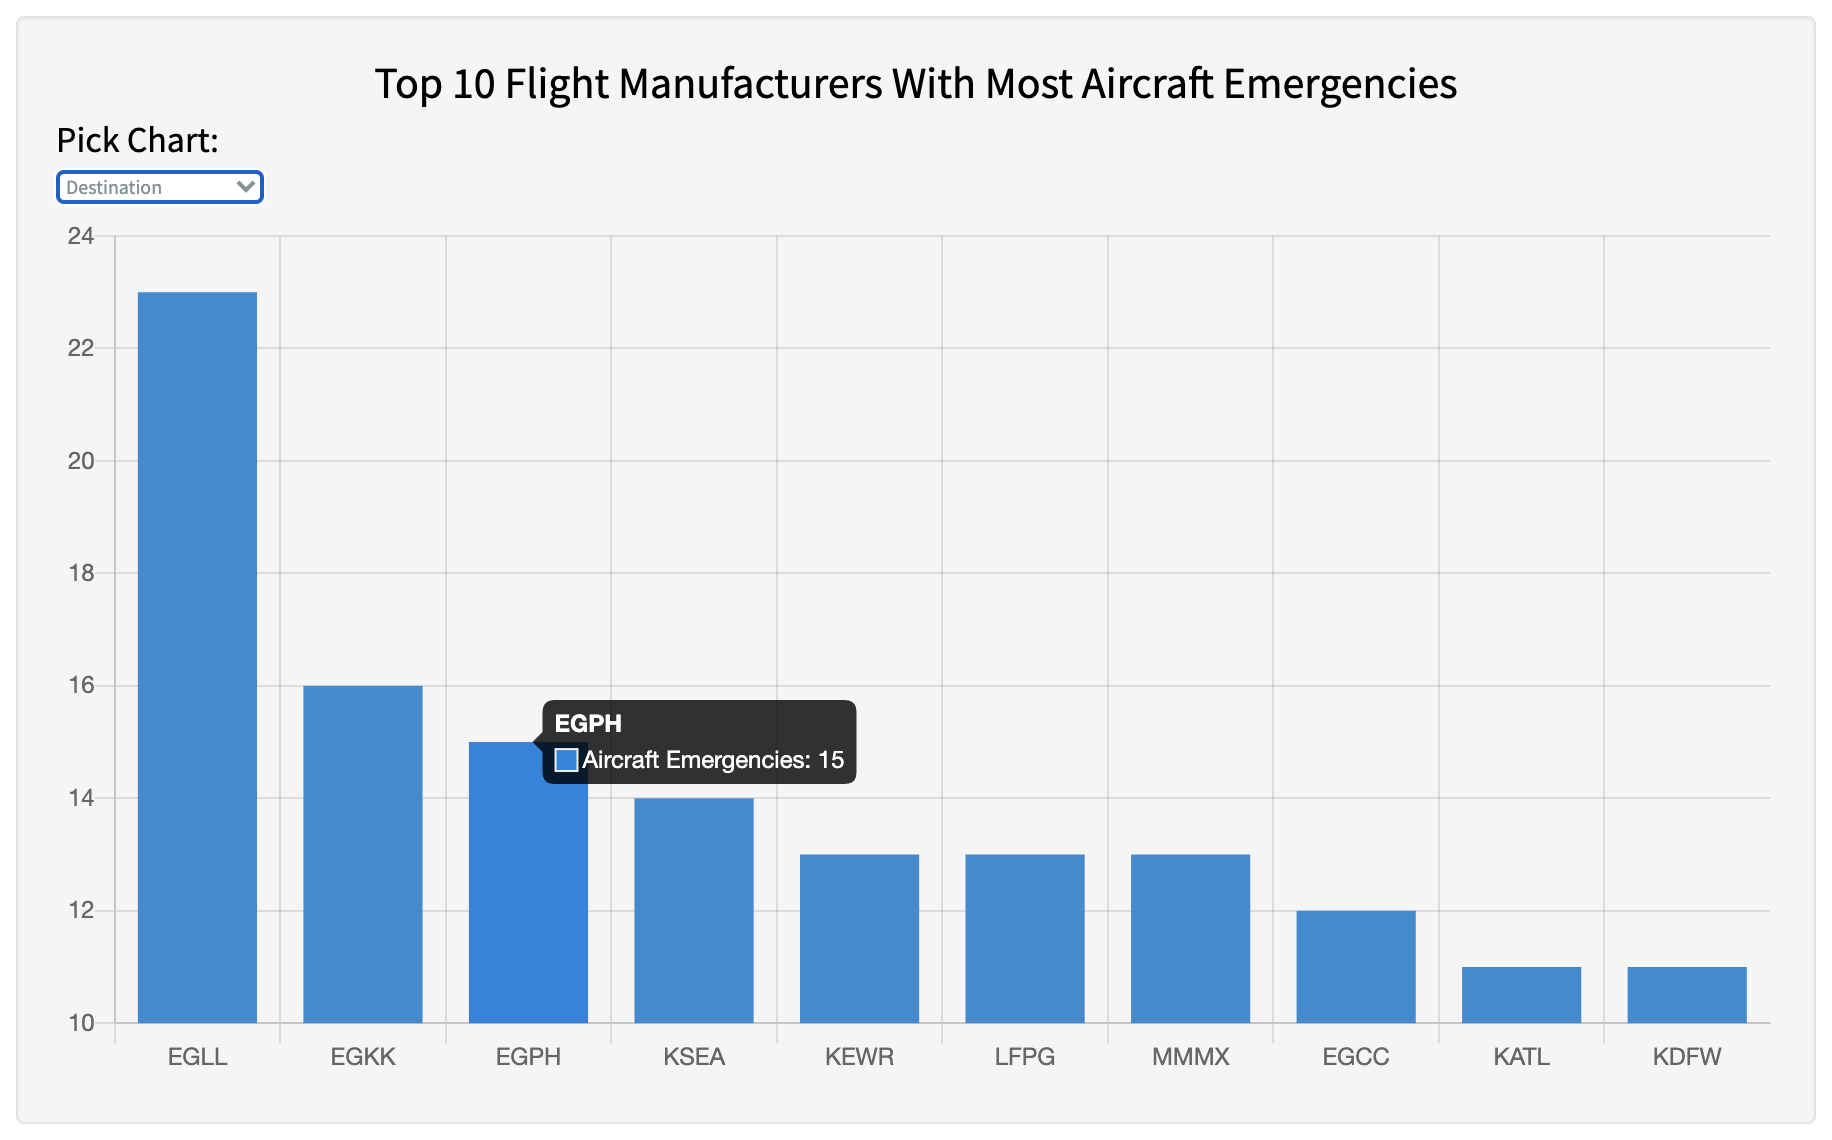 Top 10 Flight Manufacturers With Most Aircraft Emergencies
Pick Chart:
Destination
24
22
20
18
16
14
12
10
EGPH
Aircraft Emergencies: 15
EGLL EGKK EGPH KSEA KEWR LFPG MMMX EGCC KATL KDFW